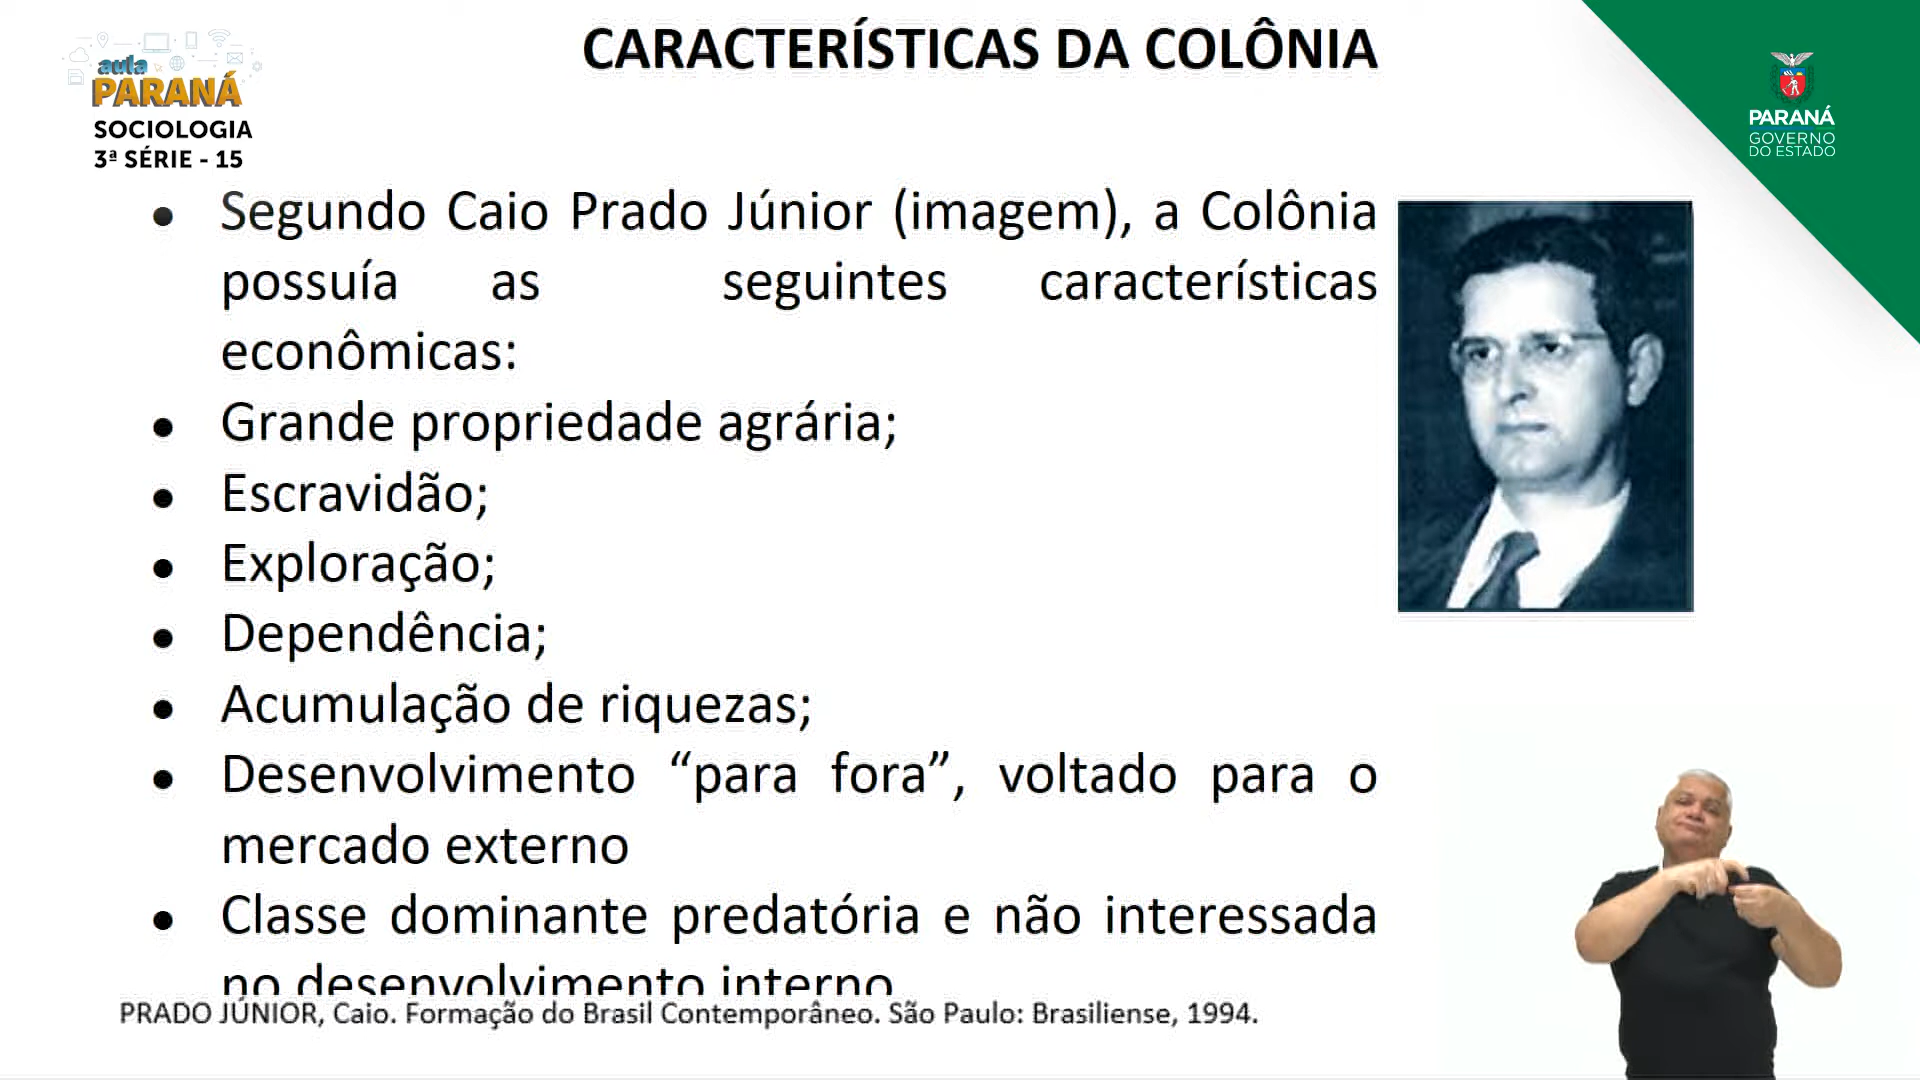 CARACTERÍSTICAS DA COLÔNIA
aula
PARANÁ
SOCIOLOGIA
3ª SÉRIE - 15
PARANÁ
GOVERNO
DO ESTADO
• Segundo Caio Prado Júnior (imagem), a Colônia
possuía as seguintes características
econômicas:
• Grande propriedade agrária;
• Escravidão;
• Exploração;
• Dependência;
• Acumulação de riquezas;
• Desenvolvimento “para fora”, voltado para o
mercado externo
• Classe dominante predatória e não interessada
no desenvolvimento interno
PRADO JÚNIOR, Caio. Formação do Brasil Contemporâneo. São Paulo: Brasiliense, 1994.